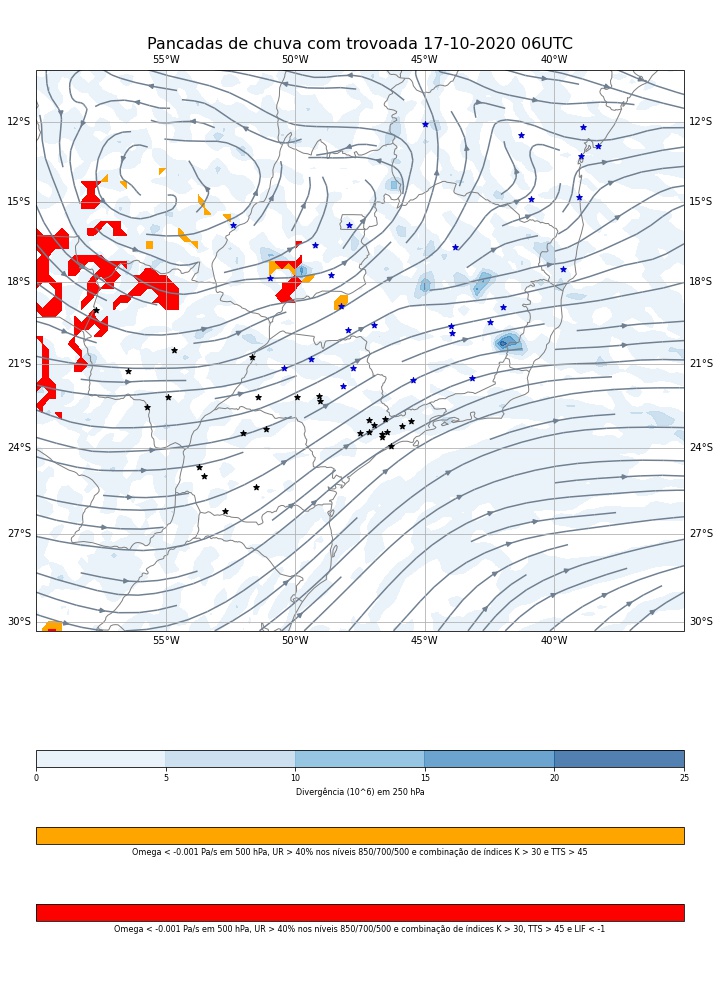 Pancadas de chuva com trovoada 17-10-2020 06UTC
55°W 50°W 45°W 40°W
12°S 12°S
15°S 15°S
18°S 18°S
21°S 21°S
24°S 24°S
27°S 27°S
30°S 30°S
55°W 50°W 45°W 40°W
0 5 10 15 20 25
Divergência (10^6) em 250 hPa
Omega < -0.001 Pa/s em 500 hPa, UR > 40% nos níveis 850/700/500 e combinação de índices K > 30 e TTS > 45
Omega < -0.001 Pa/s em 500 hPa, UR > 40% nos níveis 850/700/500 e combinação de índices K > 30, TTS > 45 e LIF < -1